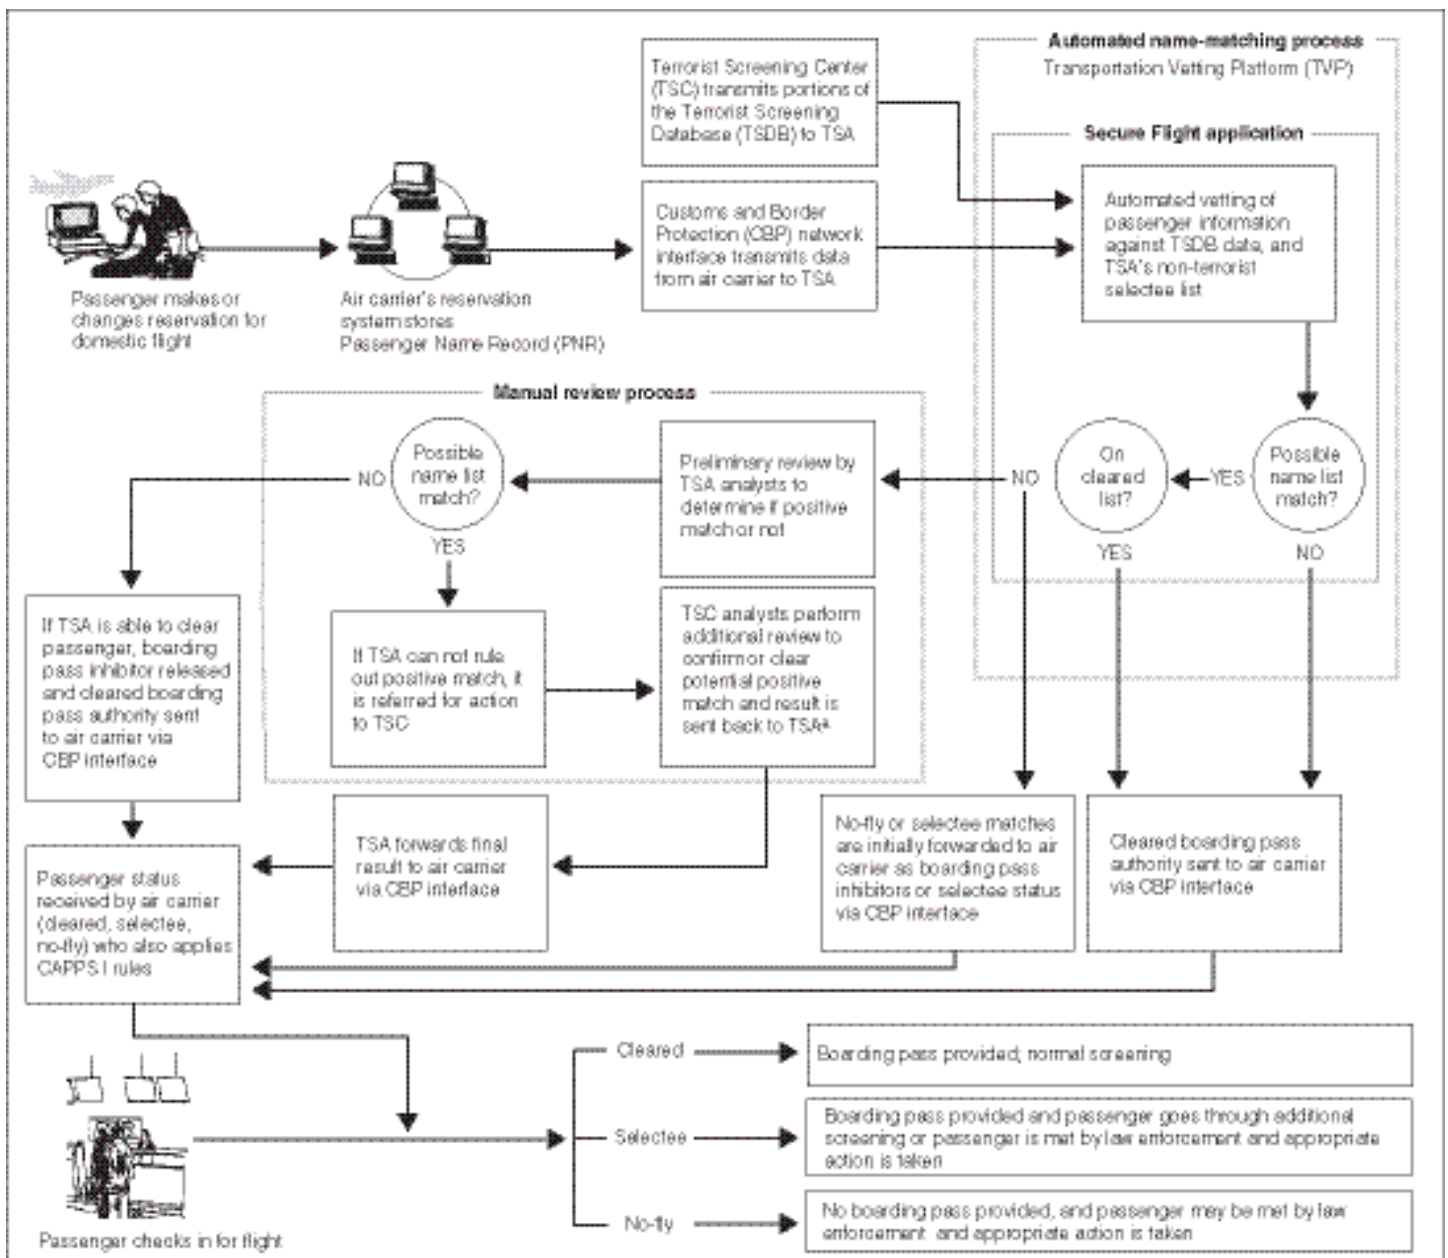 Automated name-matching process
Transportation Vetting Platform (TVP)
Terrorist Screening Center
(TSC) transmits portions of
the Terrorist Screening
Database (TSDB) to TSA
Secure Flight application
Customs and Border
Protection (CBP) network
interface transmits data
from air carrier to TSA
Automated vetting of
passenger information
against TSDB data, and
TSA's non-terrorist
selectee list
Passenger makes or
changes reservation for
domestic flight
Air carrier's reservation
system stores
Passenger Name Record (PNR)
Manual review process
NO
Possible
name list
match?
YES
Preliminary review by
TSA analysts to
determine if positive
match or not
NO
On
cleared
list?
YES
YES
Possible
name list
match?
NO
If TSA is able to clear
passenger, boarding
pass inhibitor released
and cleared boarding
pass authority sent
to air carrier via
CBP interface
If TSA can not rule
out positive match, it
is referred for action
to TSC
TSC analysts perform
additional review to
confirm or clear
potential positive
match and result is
sent back to TSAa
Passenger status
received by air carrier
(cleared, selectee,
no-fly) who also applies
CAPPS I rules
TSA forwards final
result to air carrier
via CBP interface
No-fly or selectee matches
are initially forwarded to air
carrier as boarding pass
inhibitors or selectee status
via CBP interface
Cleared boarding pass
authority sent to air carrier
via CBP interface
Passenger checks in for flight
Cleared
Boarding pass provided, normal screening
Selectee
Boarding pass provided and passenger goes through additional
screening or passenger is met by law enforcement and appropriate
action is taken
No-fly
No boarding pass provided, and passenger may be met by law
enforcement and appropriate action is taken